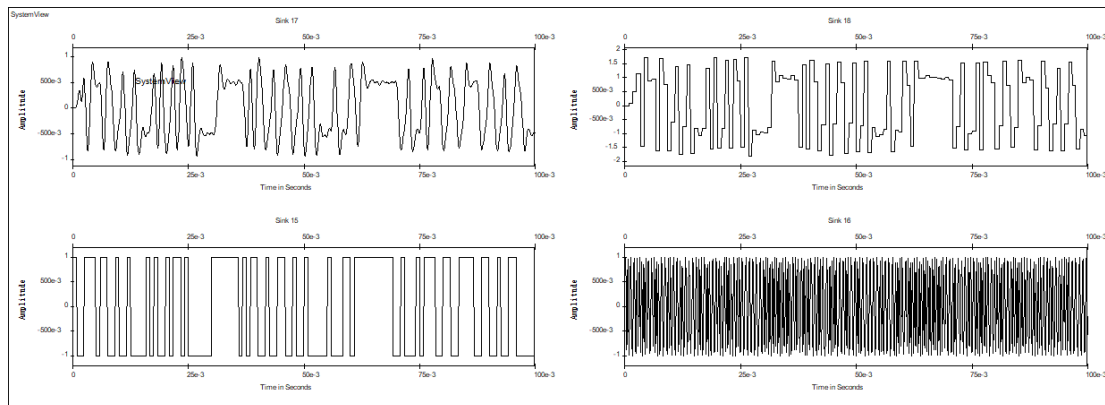 SystemView
Sink 17
0 25e-3 50e-3 75e-3 100e-3
1
500e-3
0
-500e-3
-1
Amplitude
SystemView
0 25e-3 50e-3 75e-3 100e-3
Time in Seconds
Sink 18
0 25e-3 50e-3 75e-3 100e-3
2
1.5
1
500e-3
0
-500e-3
-1
-1.5
-2
Amplitude
0 25e-3 50e-3 75e-3 100e-3
Time in Seconds
Sink 15
0 25e-3 50e-3 75e-3 100e-3
1
500e-3
0
-500e-3
-1
Amplitude
0 25e-3 50e-3 75e-3 100e-3
Time in Seconds
Sink 16
0 25e-3 50e-3 75e-3 100e-3
1
500e-3
0
-500e-3
-1
Amplitude
0 25e-3 50e-3 75e-3 100e-3
Time in Seconds